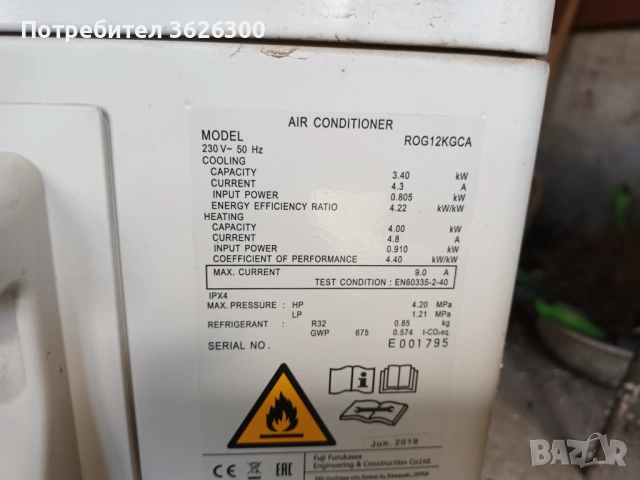 Потребител 3626300
AIR CONDITIONER
MODEL ROG12KGCA
230 V~ 50 Hz
COOLING
CAPACITY 3.40 kW
CURRENT 4.3 A
INPUT POWER 0.805 kW
ENERGY EFFICIENCY RATIO 4.22 kW/kW
HEATING
CAPACITY 4.00 kW
CURRENT 4.8 A
INPUT POWER 0.910 kW
COEFFICIENT OF PERFORMANCE 4.40 kW/kW
MAX. CURRENT 9.0 A
TEST CONDITION : EN60335-2-40
IPX4
MAX. PRESSURE : HP 4.20 MPa
LP 1.21 MPa
REFRIGERANT : R32 0.85 kg
GWP 675 0.574 t-CO₂eq.
SERIAL NO. E001795
Jun. 2019
CE EAC
Fuji Furukawa
Engineering & Construction Co.Ltd.
BAZAR